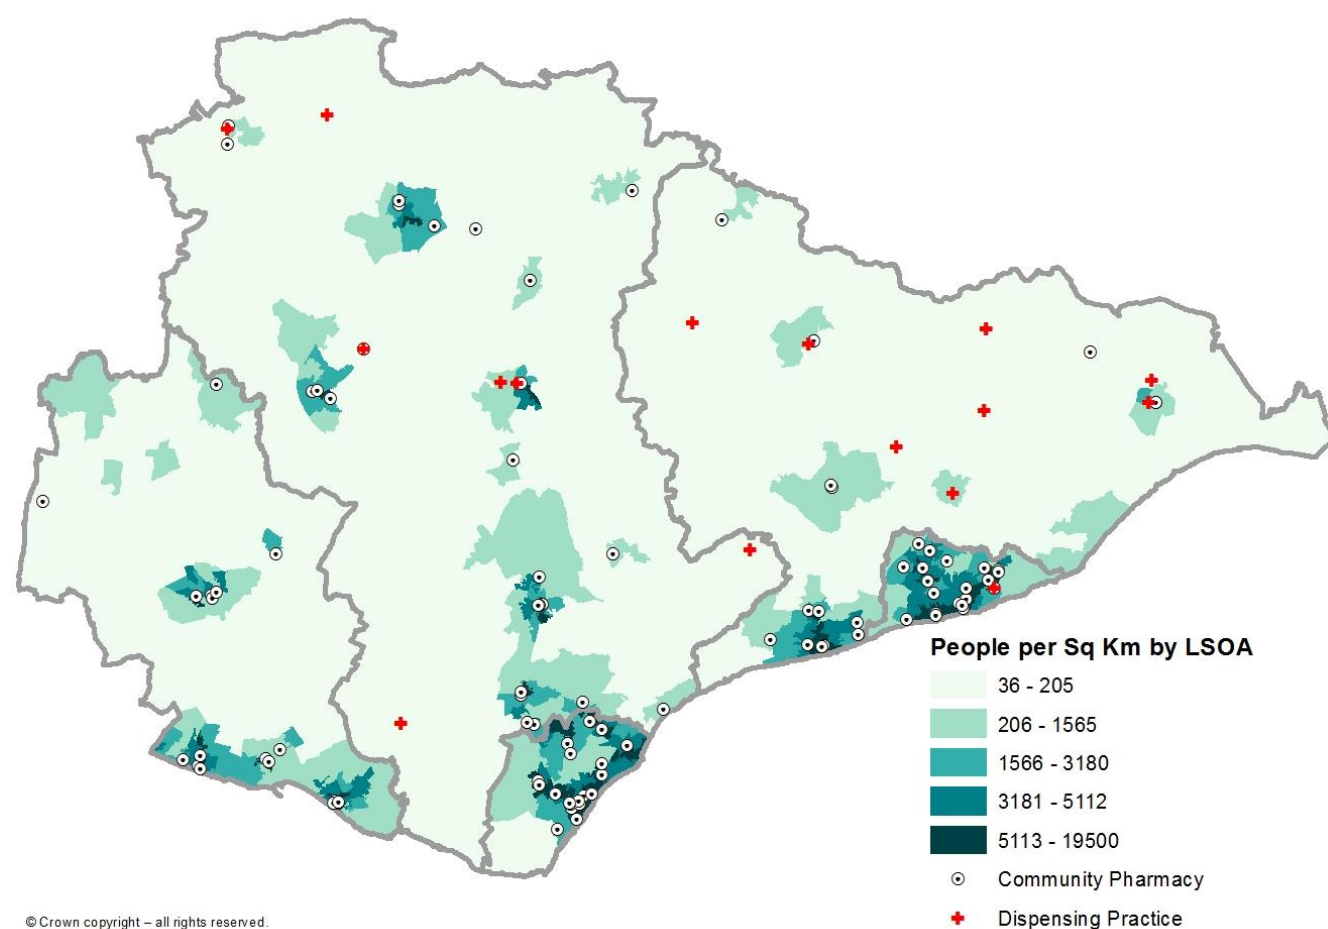 People per Sq Km by LSOA
36 - 205
206 - 1565
1566 - 3180
3181 - 5112
5113 - 19500
Community Pharmacy
Dispensing Practice
© Crown copyright – all rights reserved.